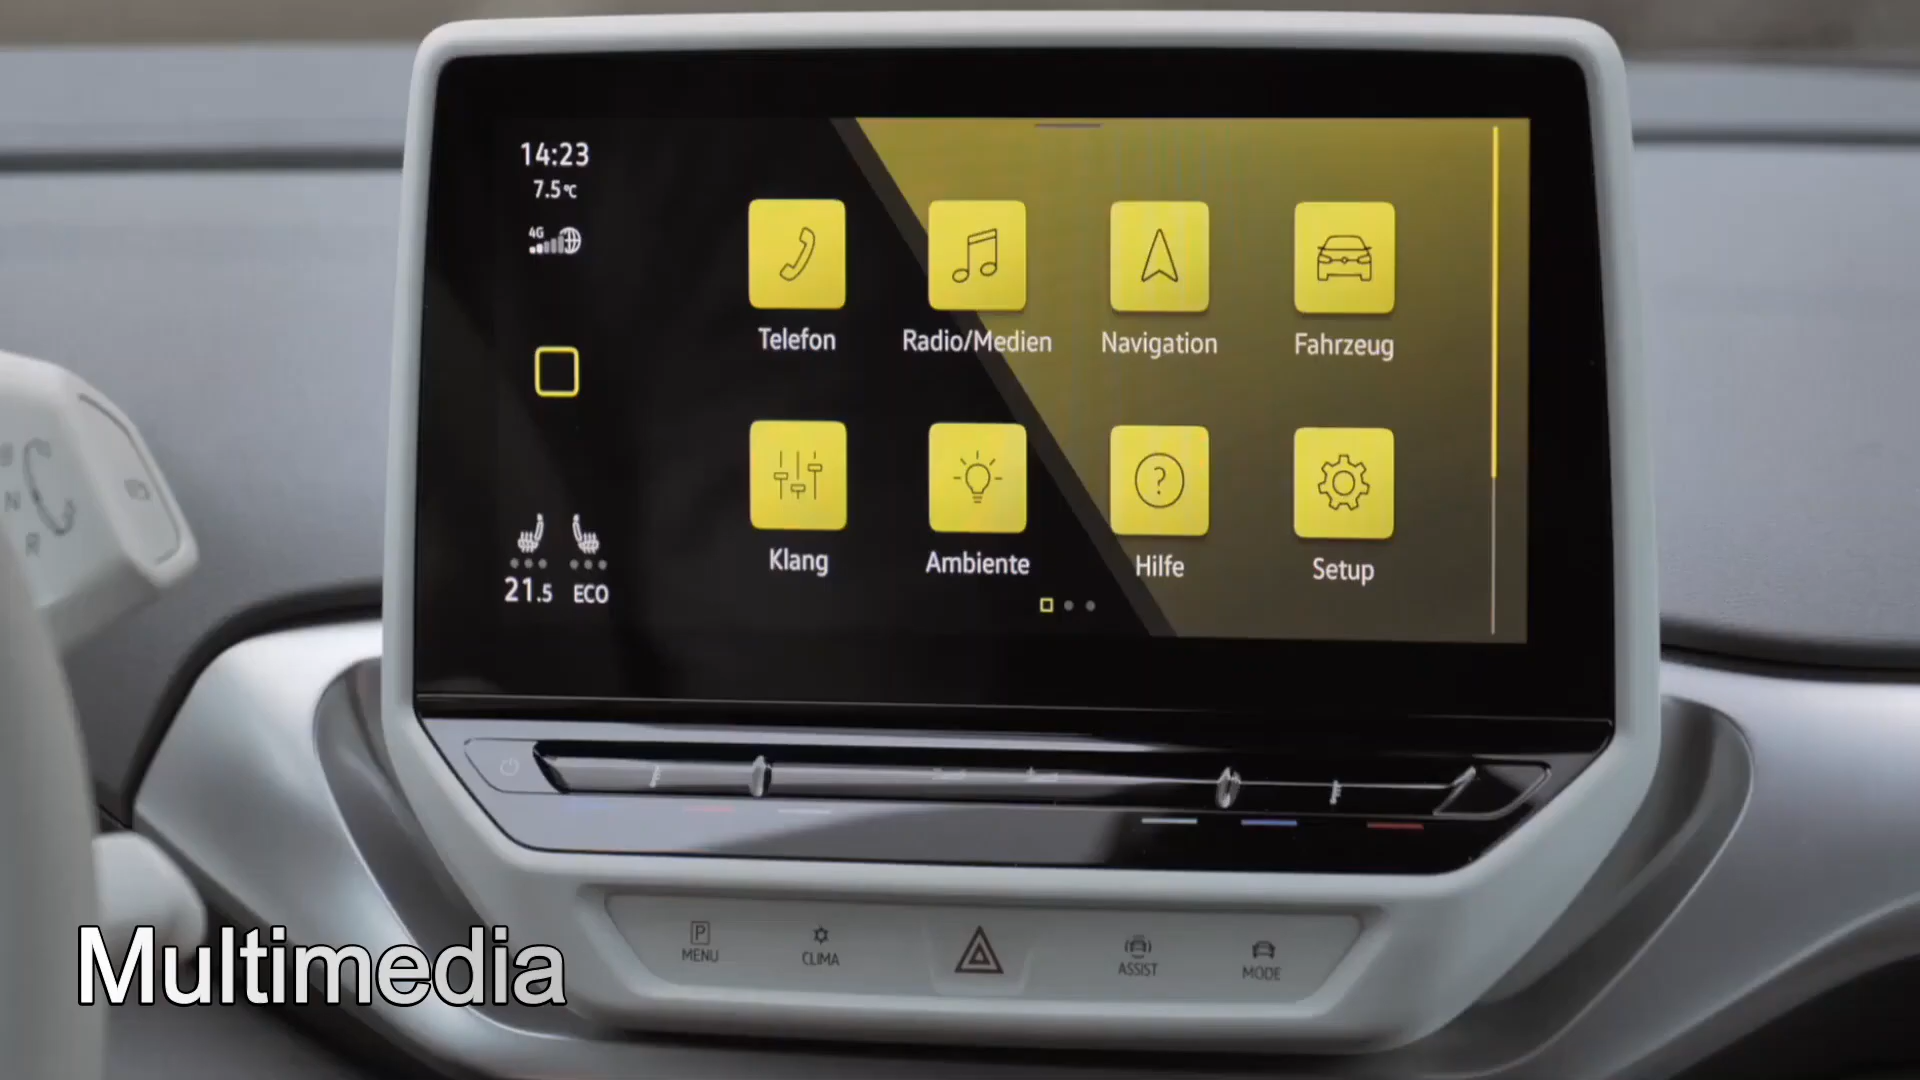 14:23
7.5°C
4G
Telefon
Radio/Medien
Navigation
Fahrzeug
Klang
Ambiente
Hilfe
Setup
21.5
ECO
P
MENU
CLIMA
ASSIST
MODE
N
R
Multimedia